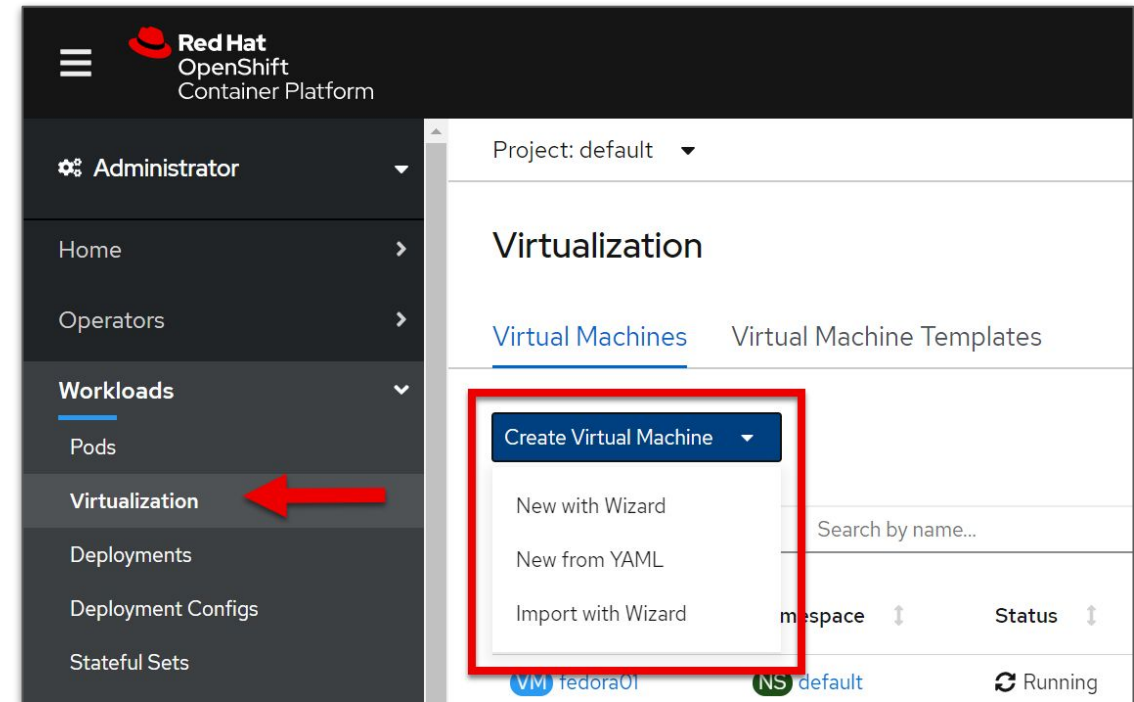 Red Hat
OpenShift
Container Platform
Administrator
Home
Operators
Workloads
Pods
Virtualization
Deployments
Deployment Configs
Stateful Sets
Project: default
Virtualization
Virtual Machines Virtual Machine Templates
Create Virtual Machine
New with Wizard
New from YAML
Import with Wizard
Search by name...
mespace Status
VM fedora01 NS default Running